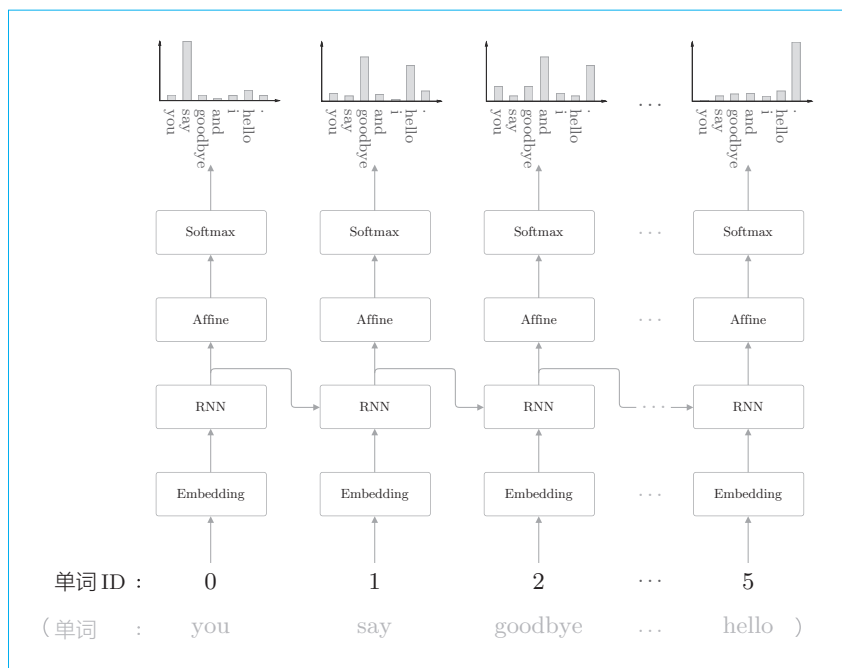 you say goodbye and i hello . you say goodbye and i hello . you say goodbye and i hello . ... you say goodbye and i hello .
Softmax Softmax Softmax ... Softmax
Affine Affine Affine ... Affine
RNN RNN RNN ... RNN
Embedding Embedding Embedding ... Embedding
单词 ID : 0 1 2 ... 5
( 单词 : you say goodbye ... hello )